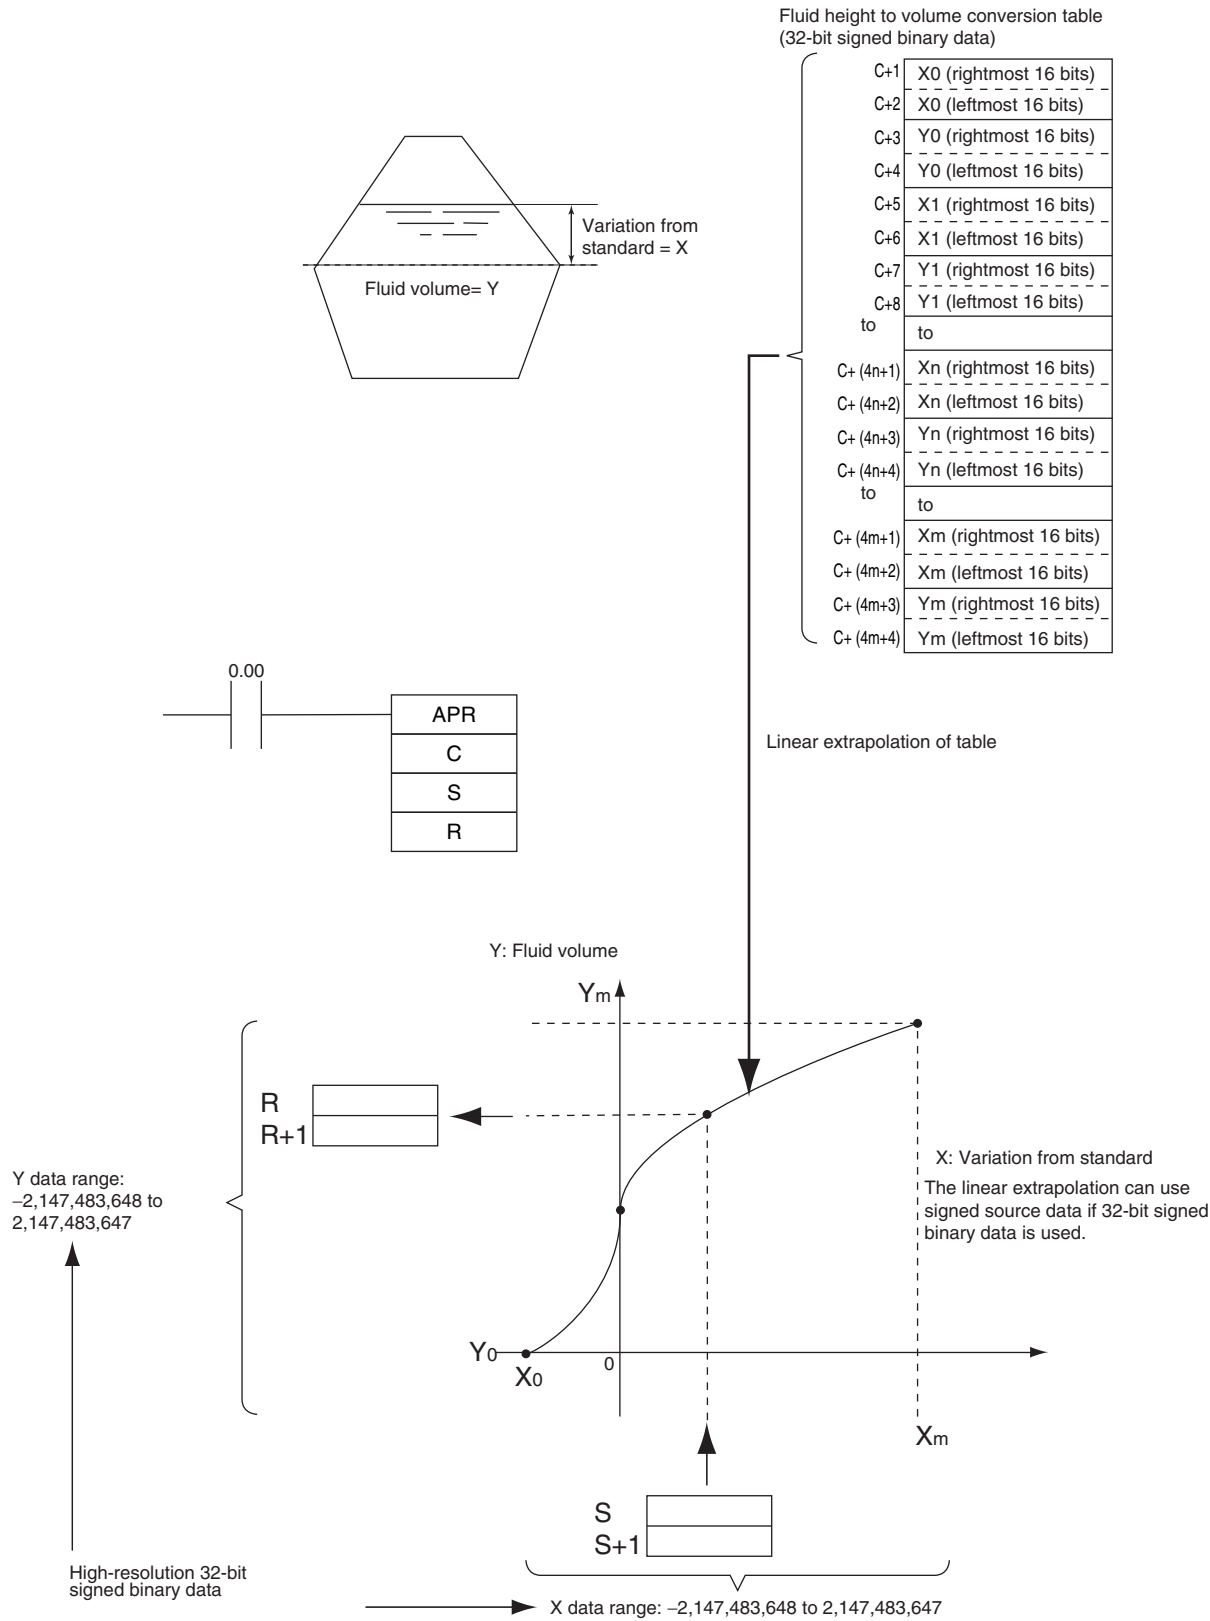 Fluid height to volume conversion table
(32-bit signed binary data)
C+1 X0 (rightmost 16 bits)
C+2 X0 (leftmost 16 bits)
C+3 Y0 (rightmost 16 bits)
C+4 Y0 (leftmost 16 bits)
C+5 X1 (rightmost 16 bits)
C+6 X1 (leftmost 16 bits)
C+7 Y1 (rightmost 16 bits)
C+8 Y1 (leftmost 16 bits)
to to
C+ (4n+1) Xn (rightmost 16 bits)
C+ (4n+2) Xn (leftmost 16 bits)
C+ (4n+3) Yn (rightmost 16 bits)
C+ (4n+4) Yn (leftmost 16 bits)
to to
C+ (4m+1) Xm (rightmost 16 bits)
C+ (4m+2) Xm (leftmost 16 bits)
C+ (4m+3) Ym (rightmost 16 bits)
C+ (4m+4) Ym (leftmost 16 bits)
Variation from
standard = X
Fluid volume= Y
0.00
APR
C
S
R
Linear extrapolation of table
Y: Fluid volume
Ym
R
R+1
Y data range:
−2,147,483,648 to
2,147,483,647
X: Variation from standard
The linear extrapolation can use
signed source data if 32-bit signed
binary data is used.
Y0
X0
0
Xm
S
S+1
High-resolution 32-bit
signed binary data
X data range: −2,147,483,648 to 2,147,483,647